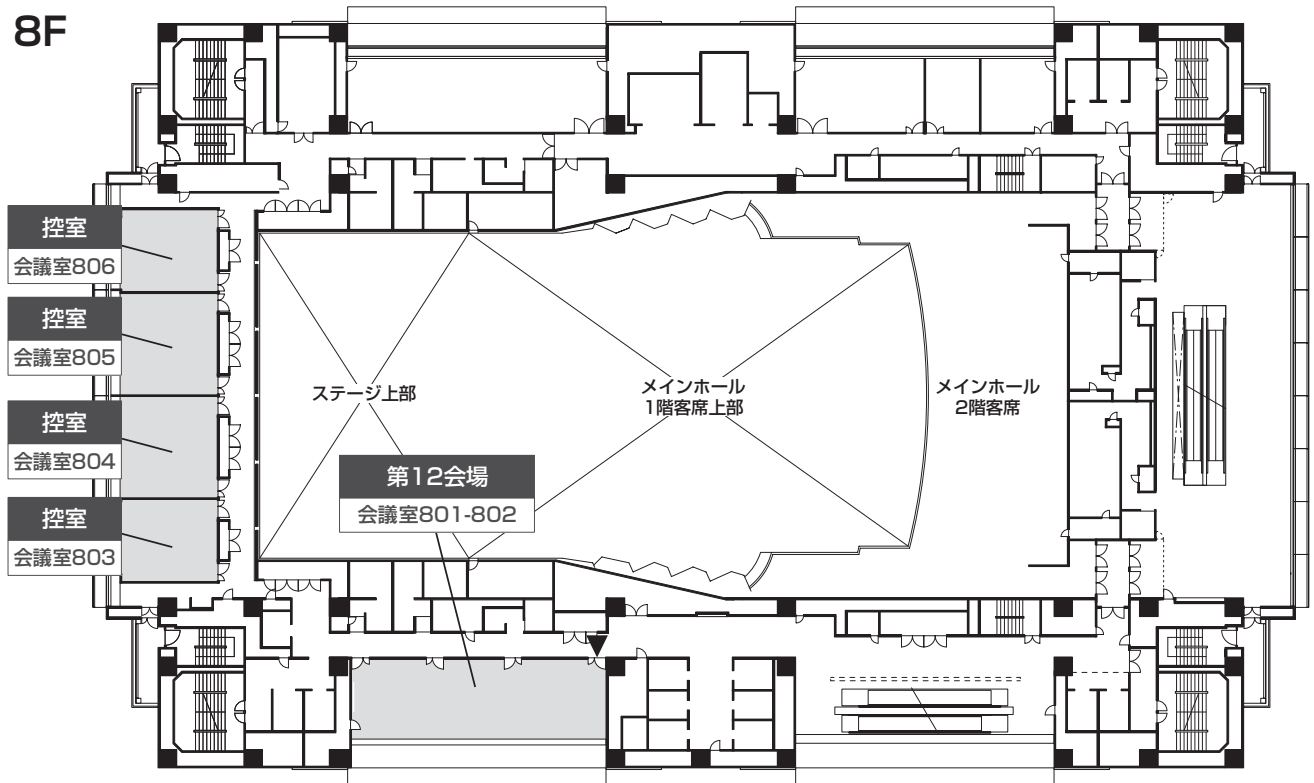 8F
控室
会議室806
控室
会議室805
控室
会議室804
控室
会議室803
ステージ上部
メインホール
1階客席上部
メインホール
2階客席
第12会場
会議室801-802